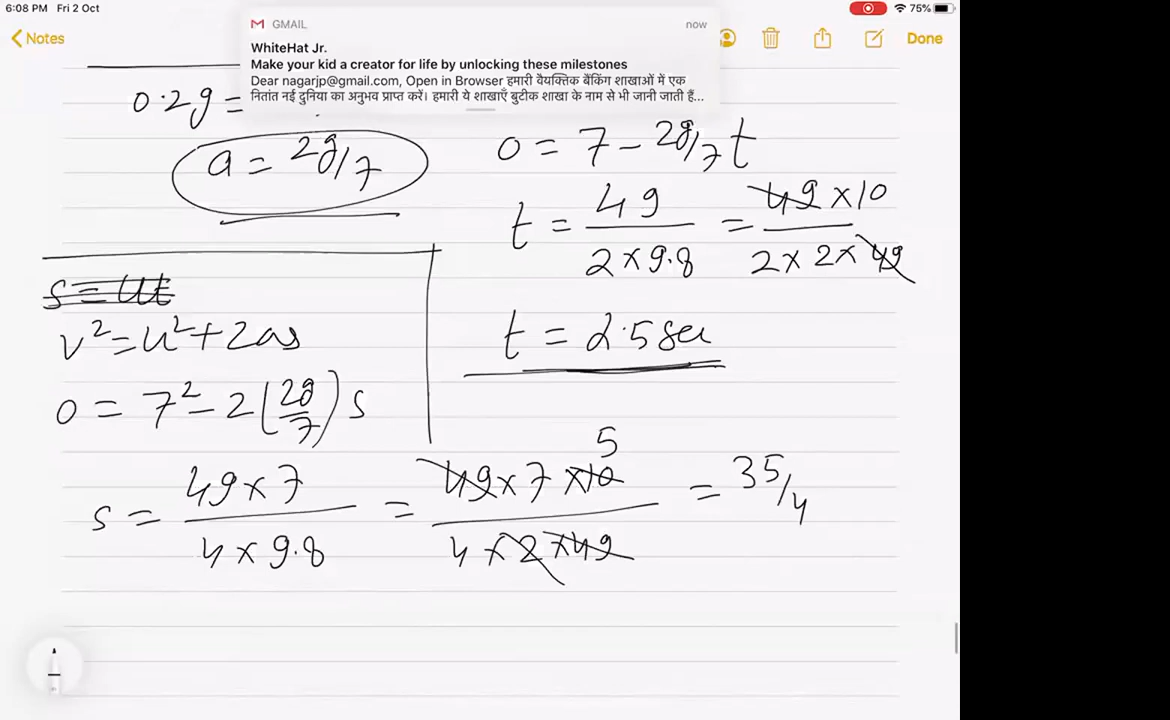 6:08 PM Fri 2 Oct
75%
GMAIL
now
Notes
Done
WhiteHat Jr.
Make your kid a creator for life by unlocking these milestones
Dear nagarjp@gmail.com, Open in Browser हमारी वैयक्तिक बैंकिंग शाखाओं में एक
नितांत नई दुनिया का अनुभव प्राप्त करें। हमारी ये शाखाएँ बुटीक शाखा के नाम से भी जानी जाती हैं...
0.2g =
a = 2g/7
0 = 7 - 2g/7 t
t = 49 / 2 × 9.8 = 49 × 10 / 2 × 2 × 49
t = 2.5 sec
s = ut
v² = u² + 2as
0 = 7² - 2 (2g/7) s
s = 49 × 7 / 4 × 9.8 = 49 × 7 × 10 5 / 4 × 2 × 49 = 35/4